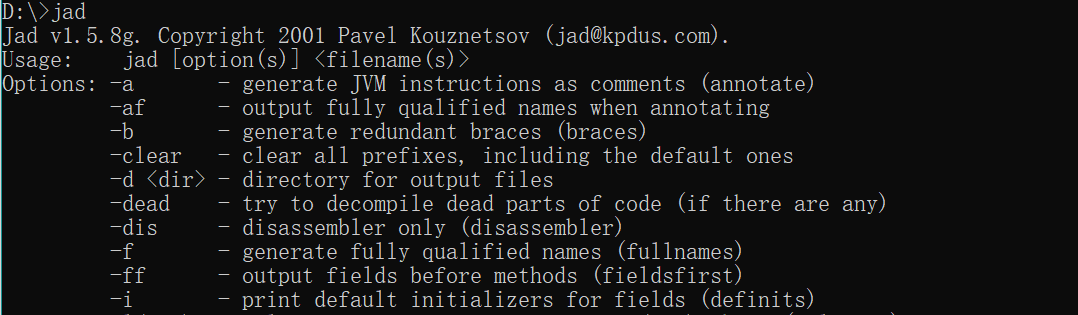 D:\>jad
Jad v1.5.8g. Copyright 2001 Pavel Kouznetsov (jad@kpdus.com).
Usage:    jad [option(s)] <filename(s)>
Options: -a       - generate JVM instructions as comments (annotate)
         -af      - output fully qualified names when annotating
         -b       - generate redundant braces (braces)
         -clear   - clear all prefixes, including the default ones
         -d <dir> - directory for output files
         -dead    - try to decompile dead parts of code (if there are any)
         -dis     - disassembler only (disassembler)
         -f       - generate fully qualified names (fullnames)
         -ff      - output fields before methods (fieldsfirst)
         -i       - print default initializers for fields (definits)